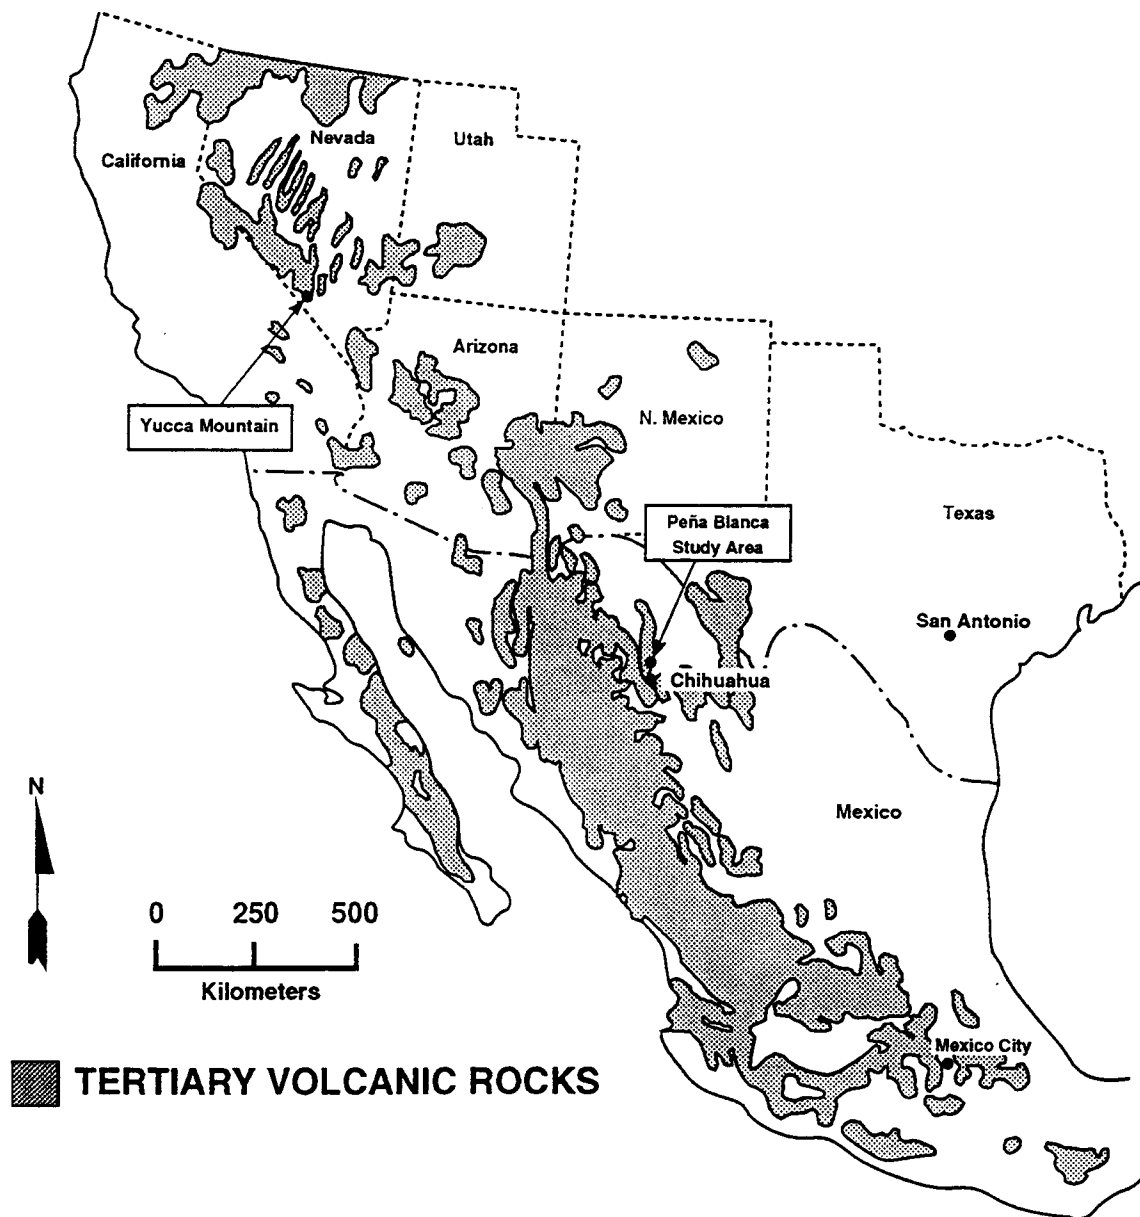 Nevada
Utah
California
Arizona
Yucca Mountain
N. Mexico
Peña Blanca
Study Area
Texas
San Antonio
Chihuahua
N
Mexico
0 250 500
Kilometers
Mexico City
TERTIARY VOLCANIC ROCKS